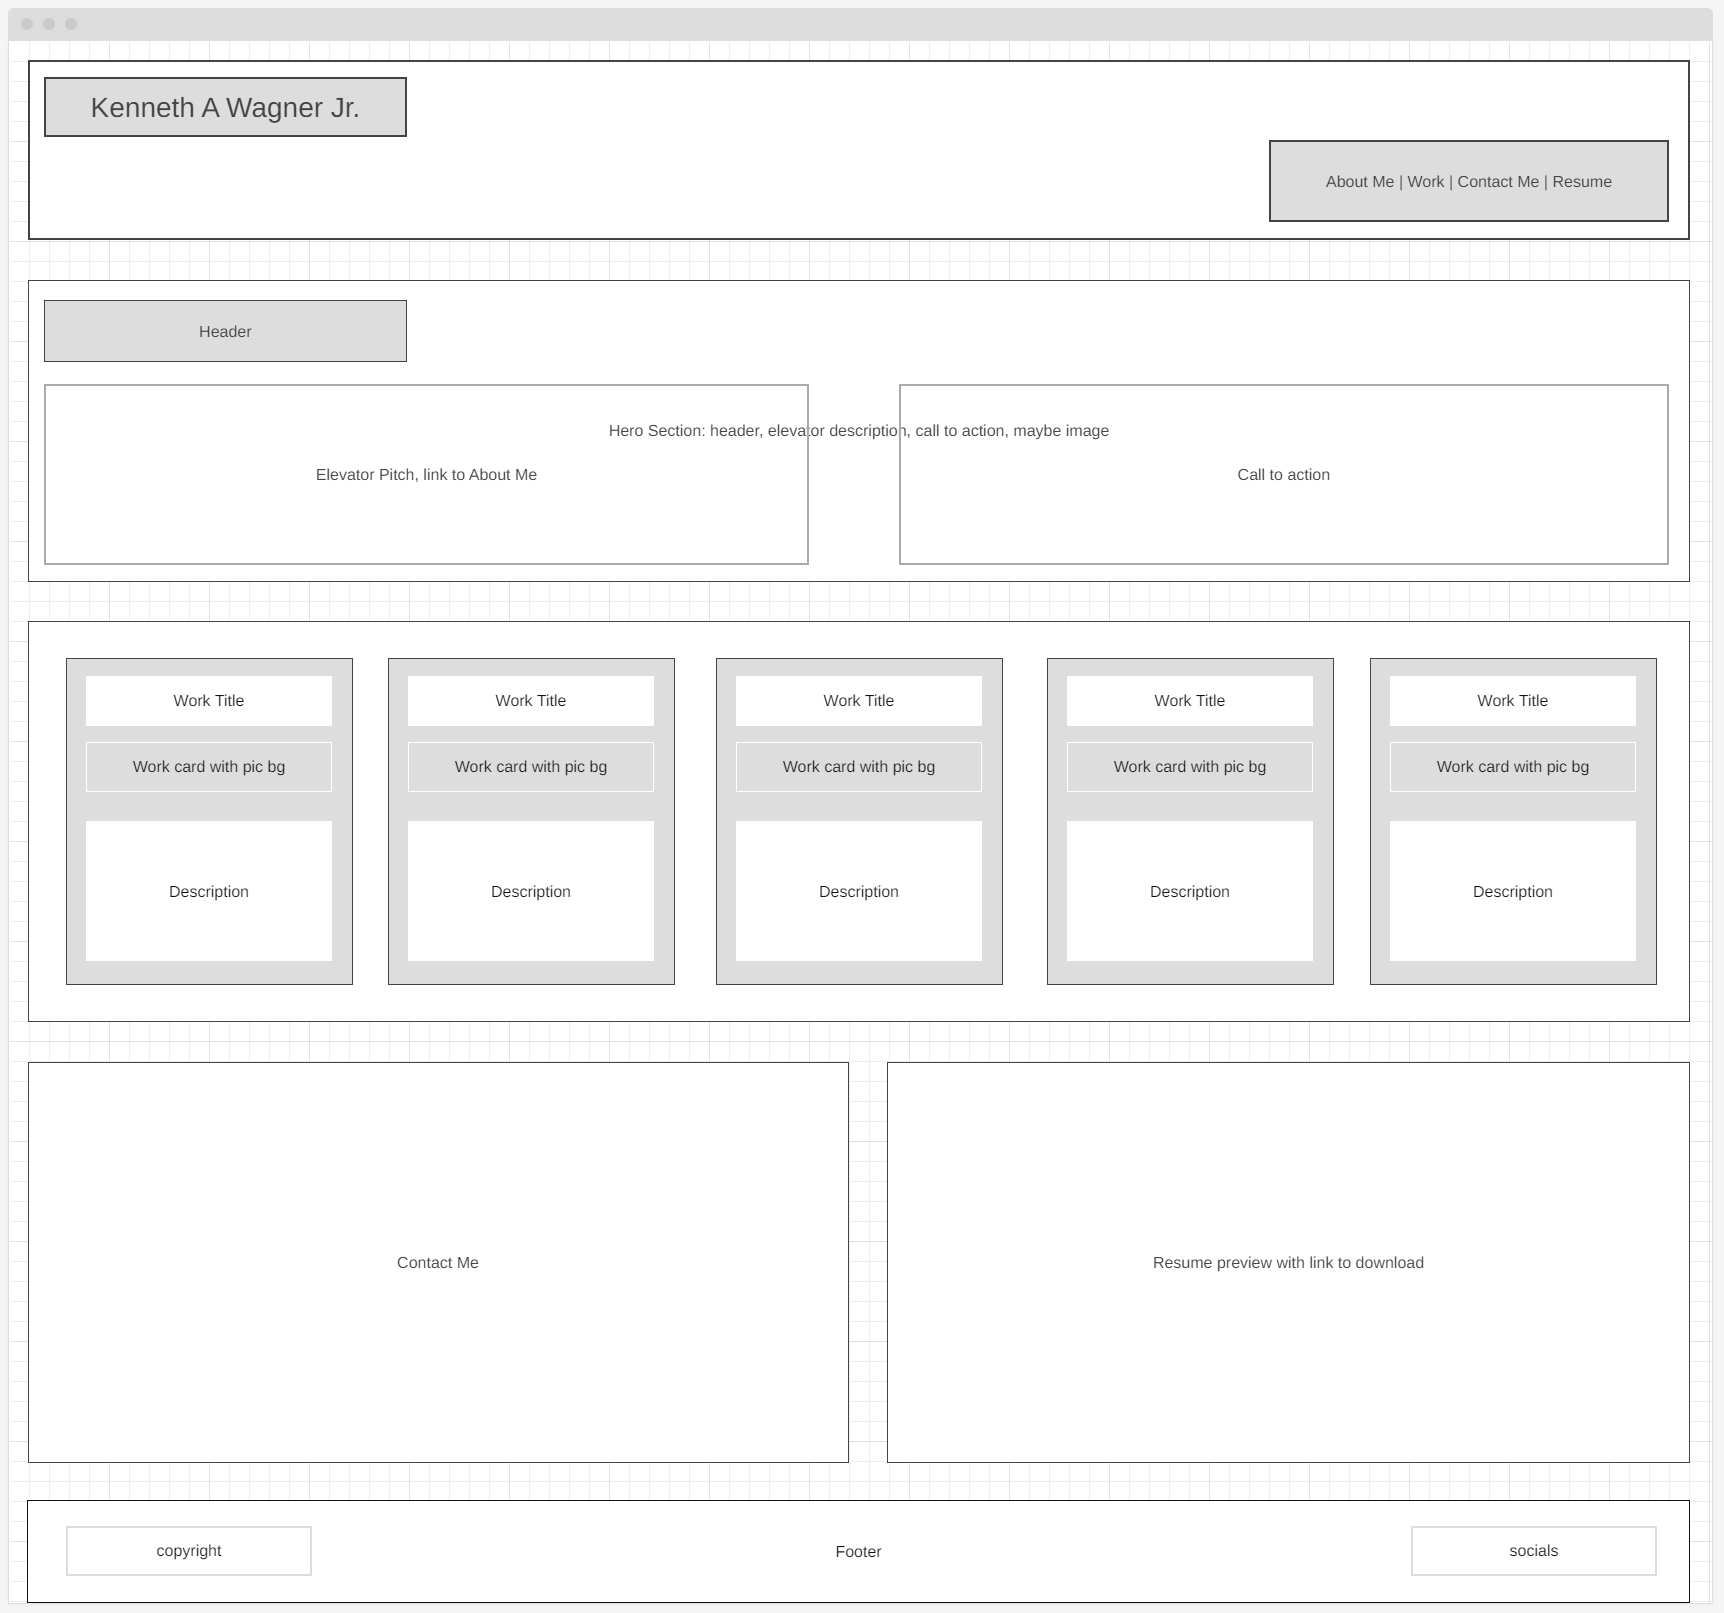 Kenneth A Wagner Jr.
About Me | Work | Contact Me | Resume
Header
Hero Section: header, elevator description, call to action, maybe image
Elevator Pitch, link to About Me
Call to action
Work Title
Work card with pic bg
Description
Work Title
Work card with pic bg
Description
Work Title
Work card with pic bg
Description
Work Title
Work card with pic bg
Description
Work Title
Work card with pic bg
Description
Contact Me
Resume preview with link to download
copyright
Footer
socials